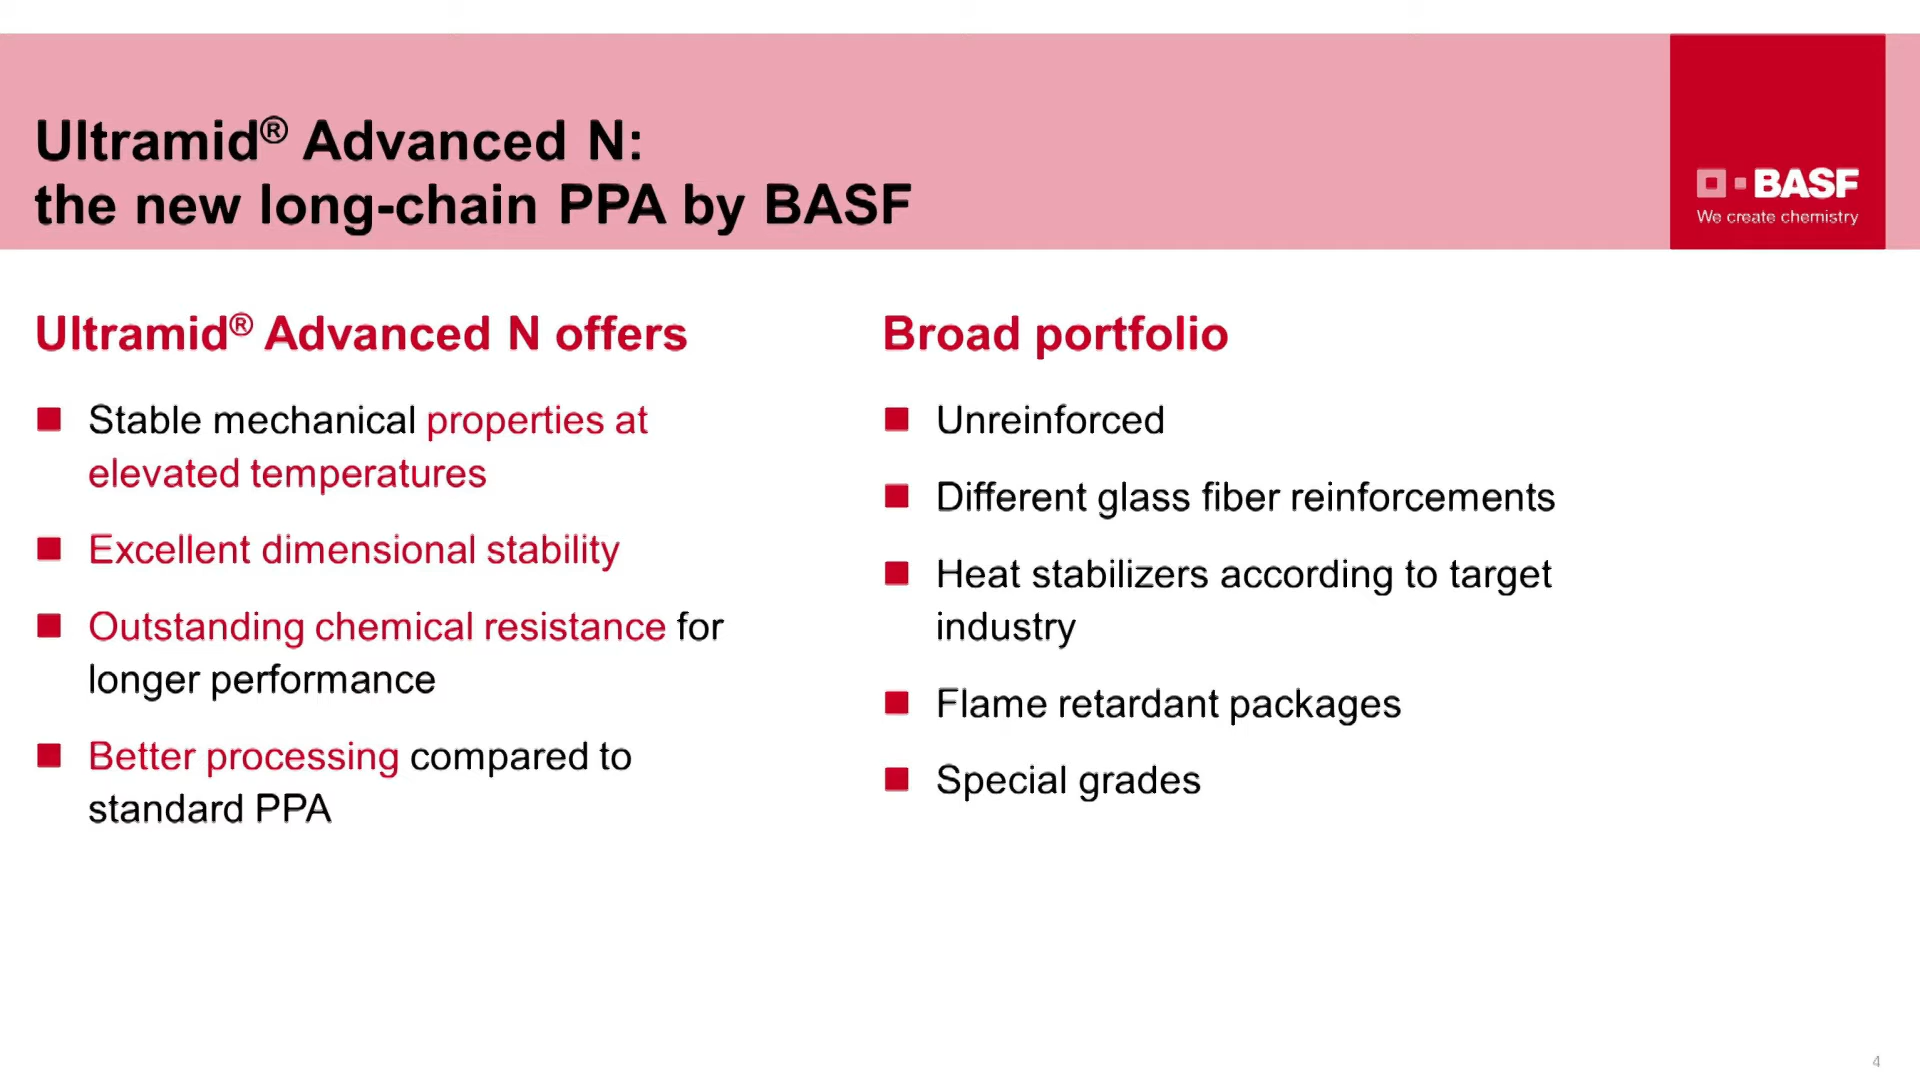 Ultramid® Advanced N:
the new long-chain PPA by BASF
BASF
We create chemistry
Ultramid® Advanced N offers
Stable mechanical properties at
elevated temperatures
Excellent dimensional stability
Outstanding chemical resistance for
longer performance
Better processing compared to
standard PPA
Broad portfolio
Unreinforced
Different glass fiber reinforcements
Heat stabilizers according to target
industry
Flame retardant packages
Special grades
4